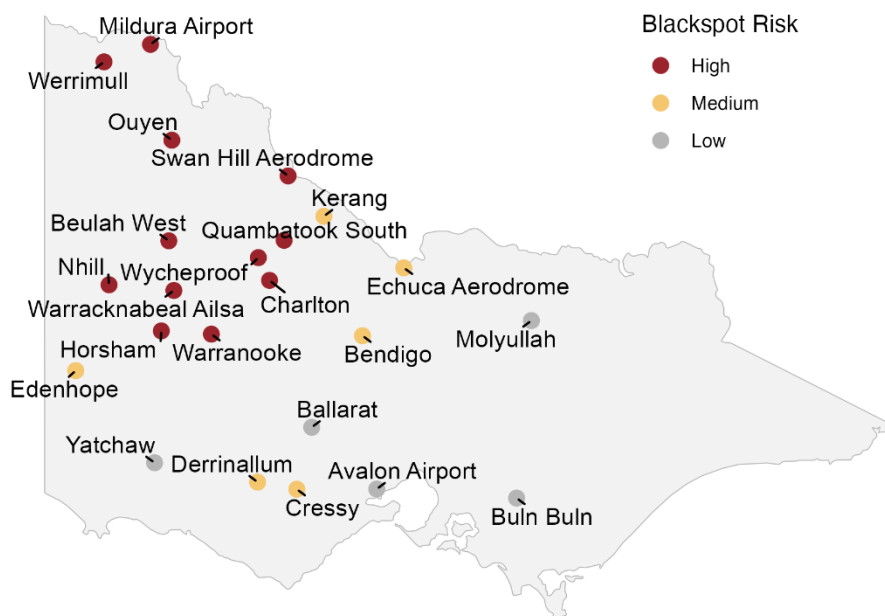 Mildura Airport
Blackspot Risk
High
Werrimull
Medium
Ouyen
Low
Swan Hill Aerodrome
Kerang
Beulah West
Quambatook South
Nhill
Wycheproof
Echuca Aerodrome
Charlton
Warracknabeal Ailsa
Molyullah
Horsham
Warranooke
Bendigo
Edenhope
Ballarat
Yatchaw
Derrinallum
Avalon Airport
Cressy
Buln Buln